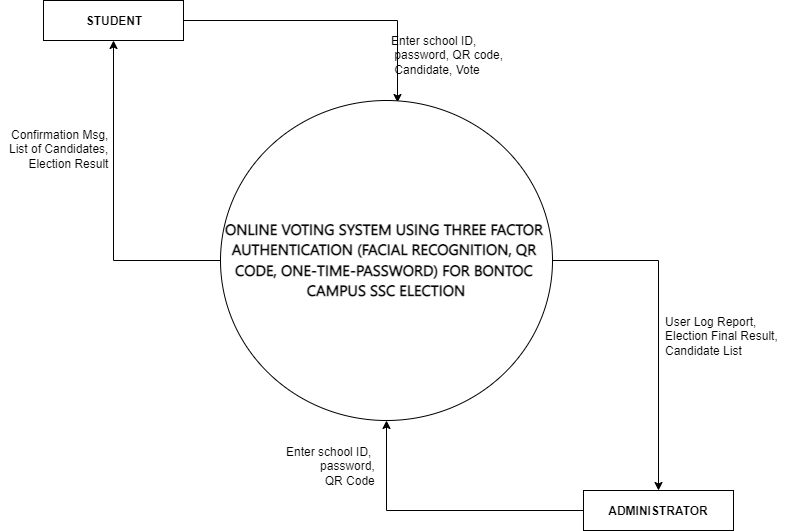 STUDENT
Enter school ID,
password, QR code,
Candidate, Vote
Confirmation Msg,
List of Candidates,
Election Result
ONLINE VOTING SYSTEM USING THREE FACTOR
AUTHENTICATION (FACIAL RECOGNITION, QR
CODE, ONE-TIME-PASSWORD) FOR BONTOC
CAMPUS SSC ELECTION
User Log Report,
Election Final Result,
Candidate List
Enter school ID,
password,
QR Code
ADMINISTRATOR